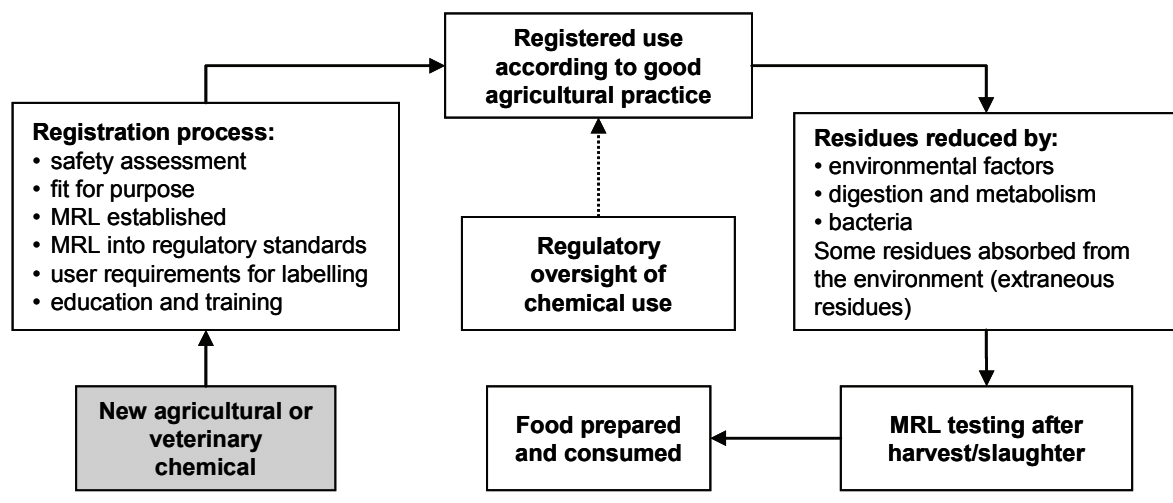 Registered use
according to good
agricultural practice
Registration process:
• safety assessment
• fit for purpose
• MRL established
• MRL into regulatory standards
• user requirements for labelling
• education and training
Regulatory
oversight of
chemical use
Residues reduced by:
• environmental factors
• digestion and metabolism
• bacteria
Some residues absorbed from
the environment (extraneous
residues)
New agricultural or
veterinary
chemical
Food prepared
and consumed
MRL testing after
harvest/slaughter